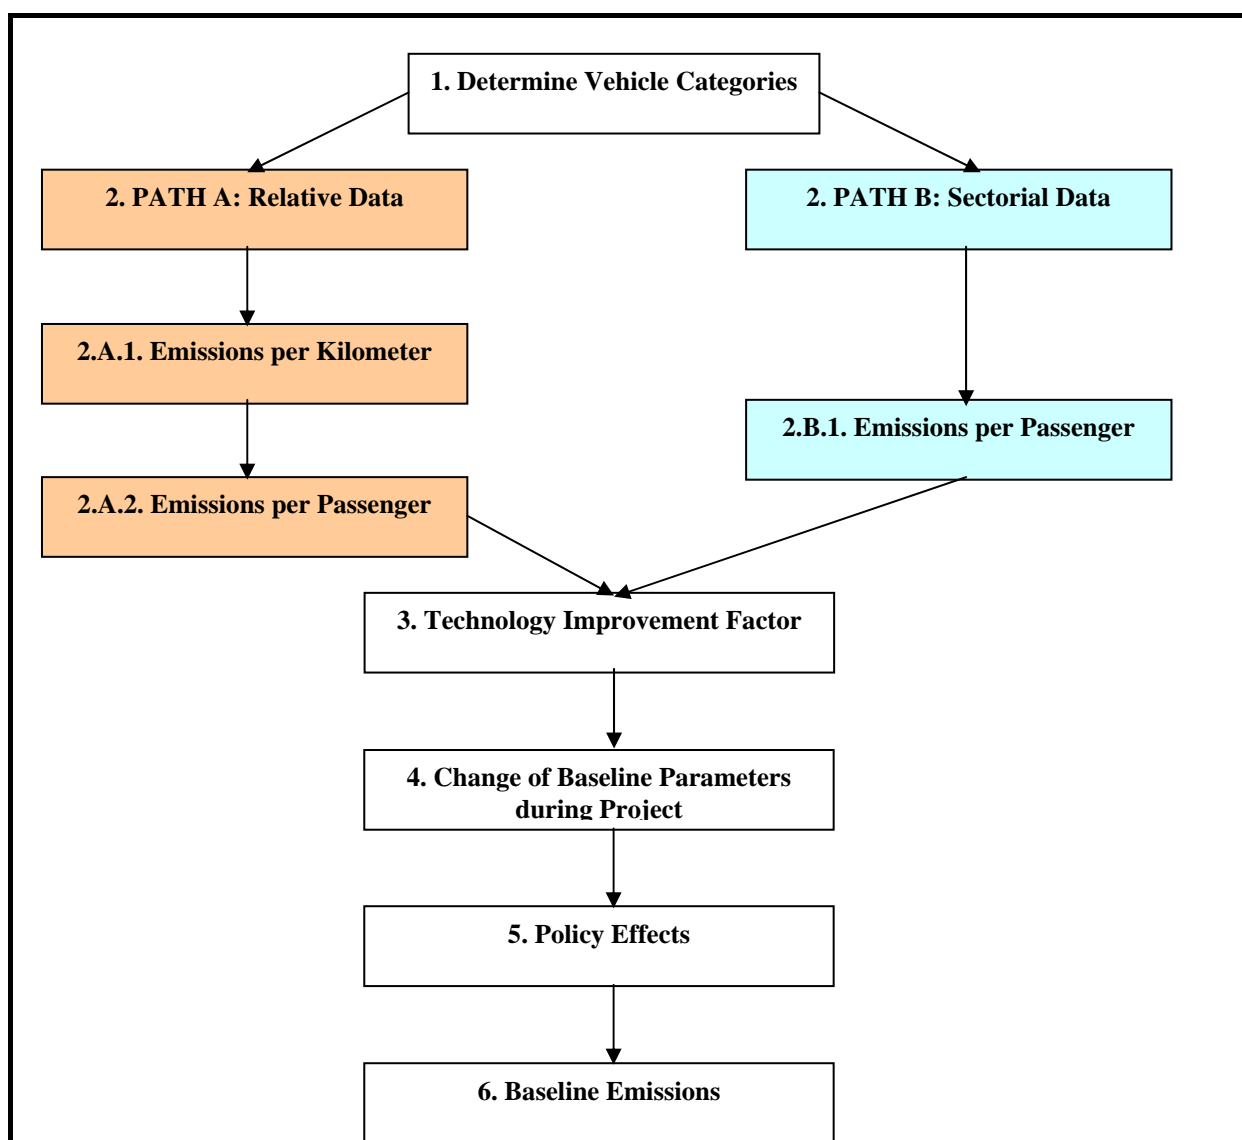 1. Determine Vehicle Categories
2. PATH A: Relative Data
2. PATH B: Sectorial Data
2.A.1. Emissions per Kilometer
2.B.1. Emissions per Passenger
2.A.2. Emissions per Passenger
3. Technology Improvement Factor
4. Change of Baseline Parameters
during Project
5. Policy Effects
6. Baseline Emissions